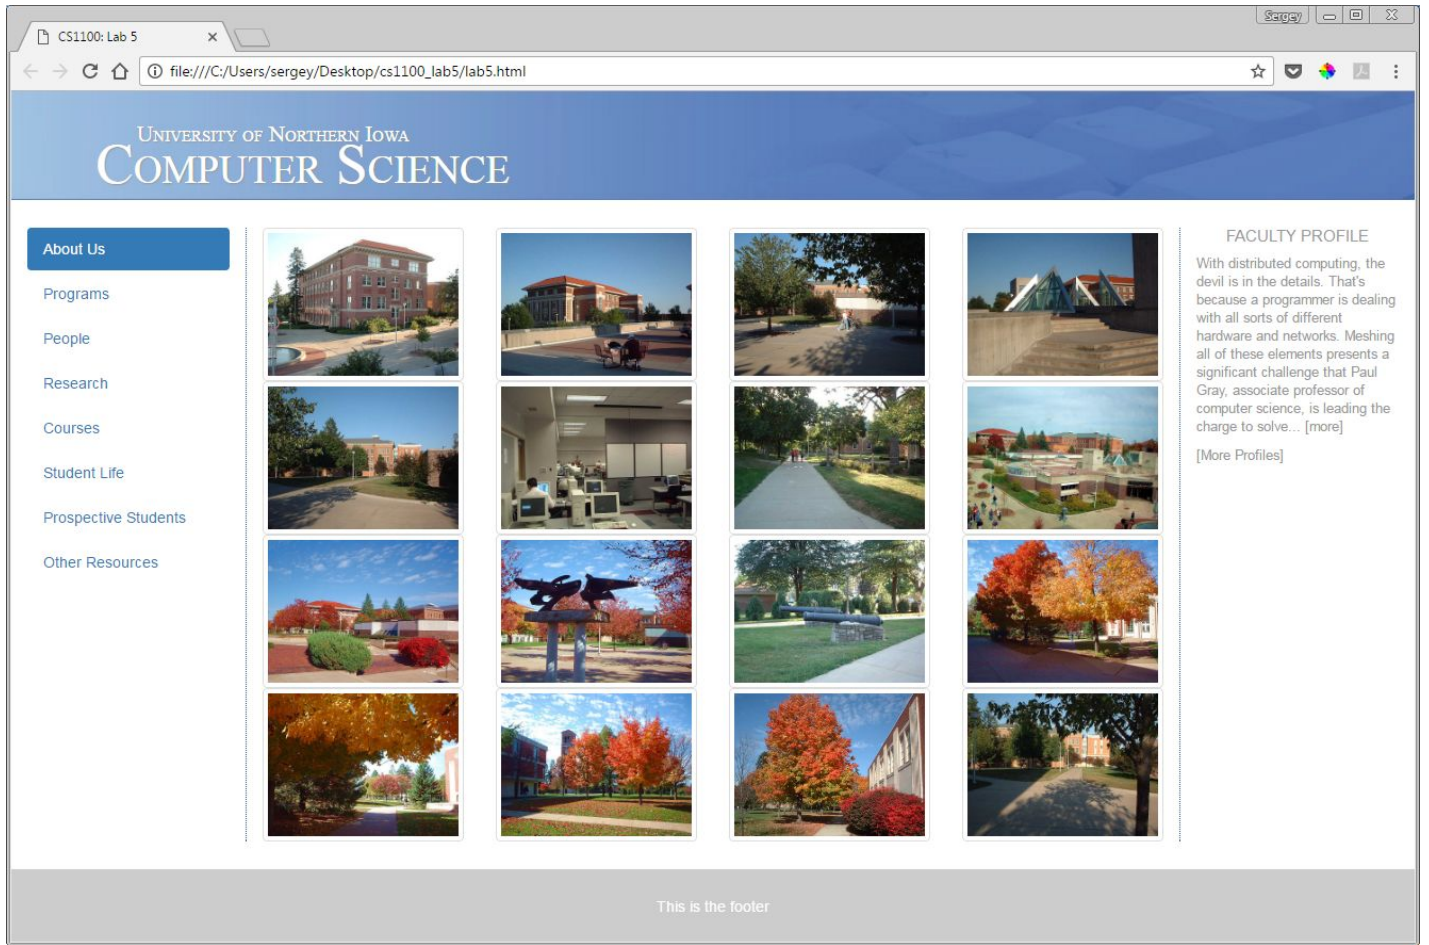 Sergey
CS1100: Lab 5
file:///C:/Users/sergey/Desktop/cs1100_lab5/lab5.html
University of Northern Iowa
Computer Science
About Us
Programs
People
Research
Courses
Student Life
Prospective Students
Other Resources
FACULTY PROFILE
With distributed computing, the
devil is in the details. That's
because a programmer is dealing
with all sorts of different
hardware and networks. Meshing
all of these elements presents a
significant challenge that Paul
Gray, associate professor of
computer science, is leading the
charge to solve... [more]
[More Profiles]
This is the footer